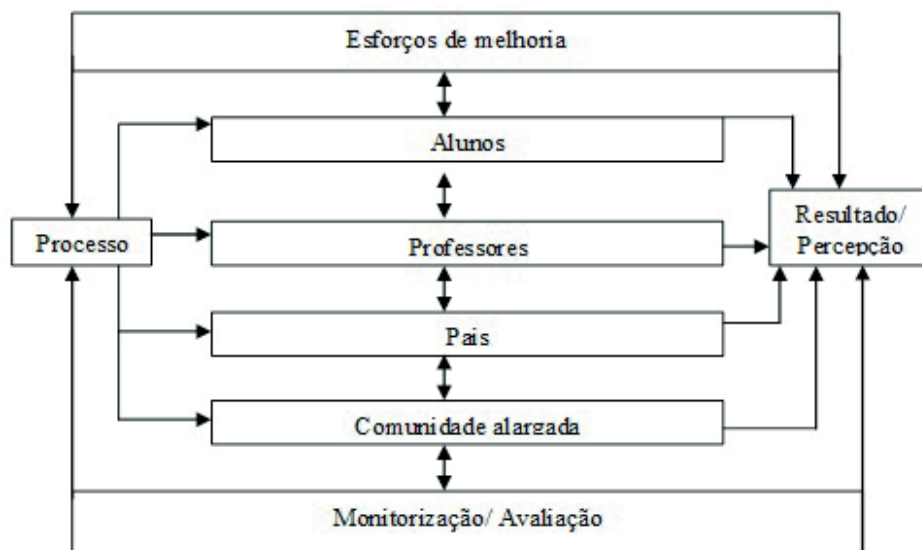 Esforços de melhoria
Alunos
Processo
Professores
Resultado/
Percepção
Pais
Comunidade alargada
Monitorização/ Avaliação